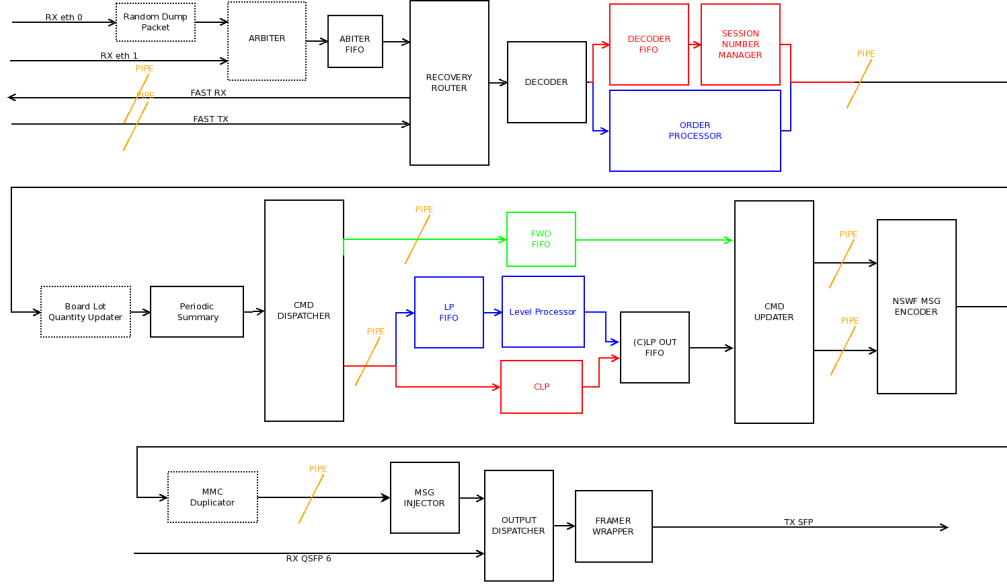 RX eth 0
Random Dump
Packet
ARBITER
ABITER
FIFO
RX eth 1
PIPE
PIPE
FAST RX
FAST TX
RECOVERY
ROUTER
DECODER
DECODER
FIFO
SESSION
NUMBER
MANAGER
ORDER
PROCESSOR
PIPE
Board Lot
Quantity Updater
Periodic
Summary
CMD
DISPATCHER
PIPE
FWD
FIFO
LP
FIFO
Level Processor
PIPE
CLP
(C)LP OUT
FIFO
CMD
UPDATER
PIPE
PIPE
NSWF MSG
ENCODER
MMC
Duplicator
PIPE
MSG
INJECTOR
RX QSFP 6
OUTPUT
DISPATCHER
FRAMER
WRAPPER
TX SFP